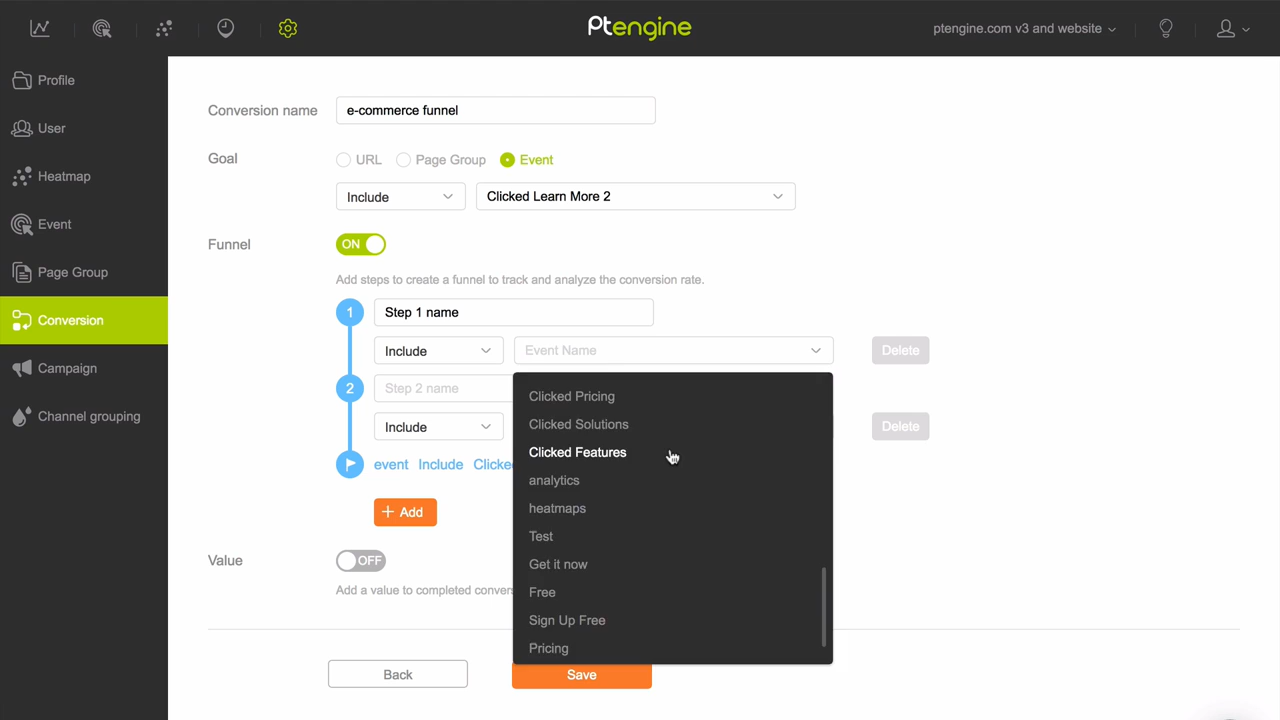 Ptengine
ptengine.com v3 and website
Profile
User
Heatmap
Event
Page Group
Conversion
Campaign
Channel grouping
Conversion name
e-commerce funnel
Goal
URL Page Group Event
Include Clicked Learn More 2
Funnel ON
Add steps to create a funnel to track and analyze the conversion rate.
1 Step 1 name
Include Event Name Delete
2 Step 2 name
Include Delete
event Include Clicked
+ Add
Clicked Pricing
Clicked Solutions
Clicked Features
analytics
heatmaps
Test
Get it now
Free
Sign Up Free
Pricing
Value OFF
Add a value to completed convers
Back Save